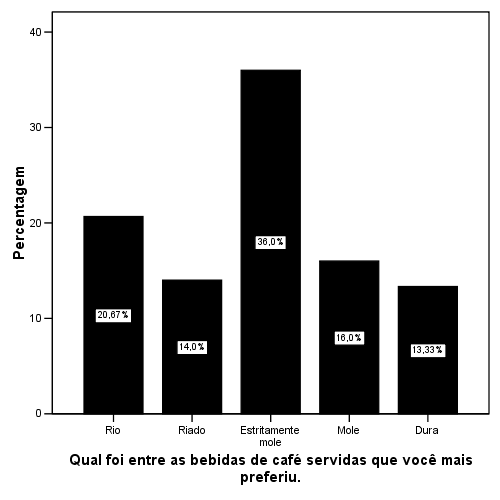 40
30
20
10
0
Percentagem
20,67%
14,0%
36,0%
16,0%
13,33%
Rio
Riado
Estritamente
mole
Mole
Dura
Qual foi entre as bebidas de café servidas que você mais
preferiu.